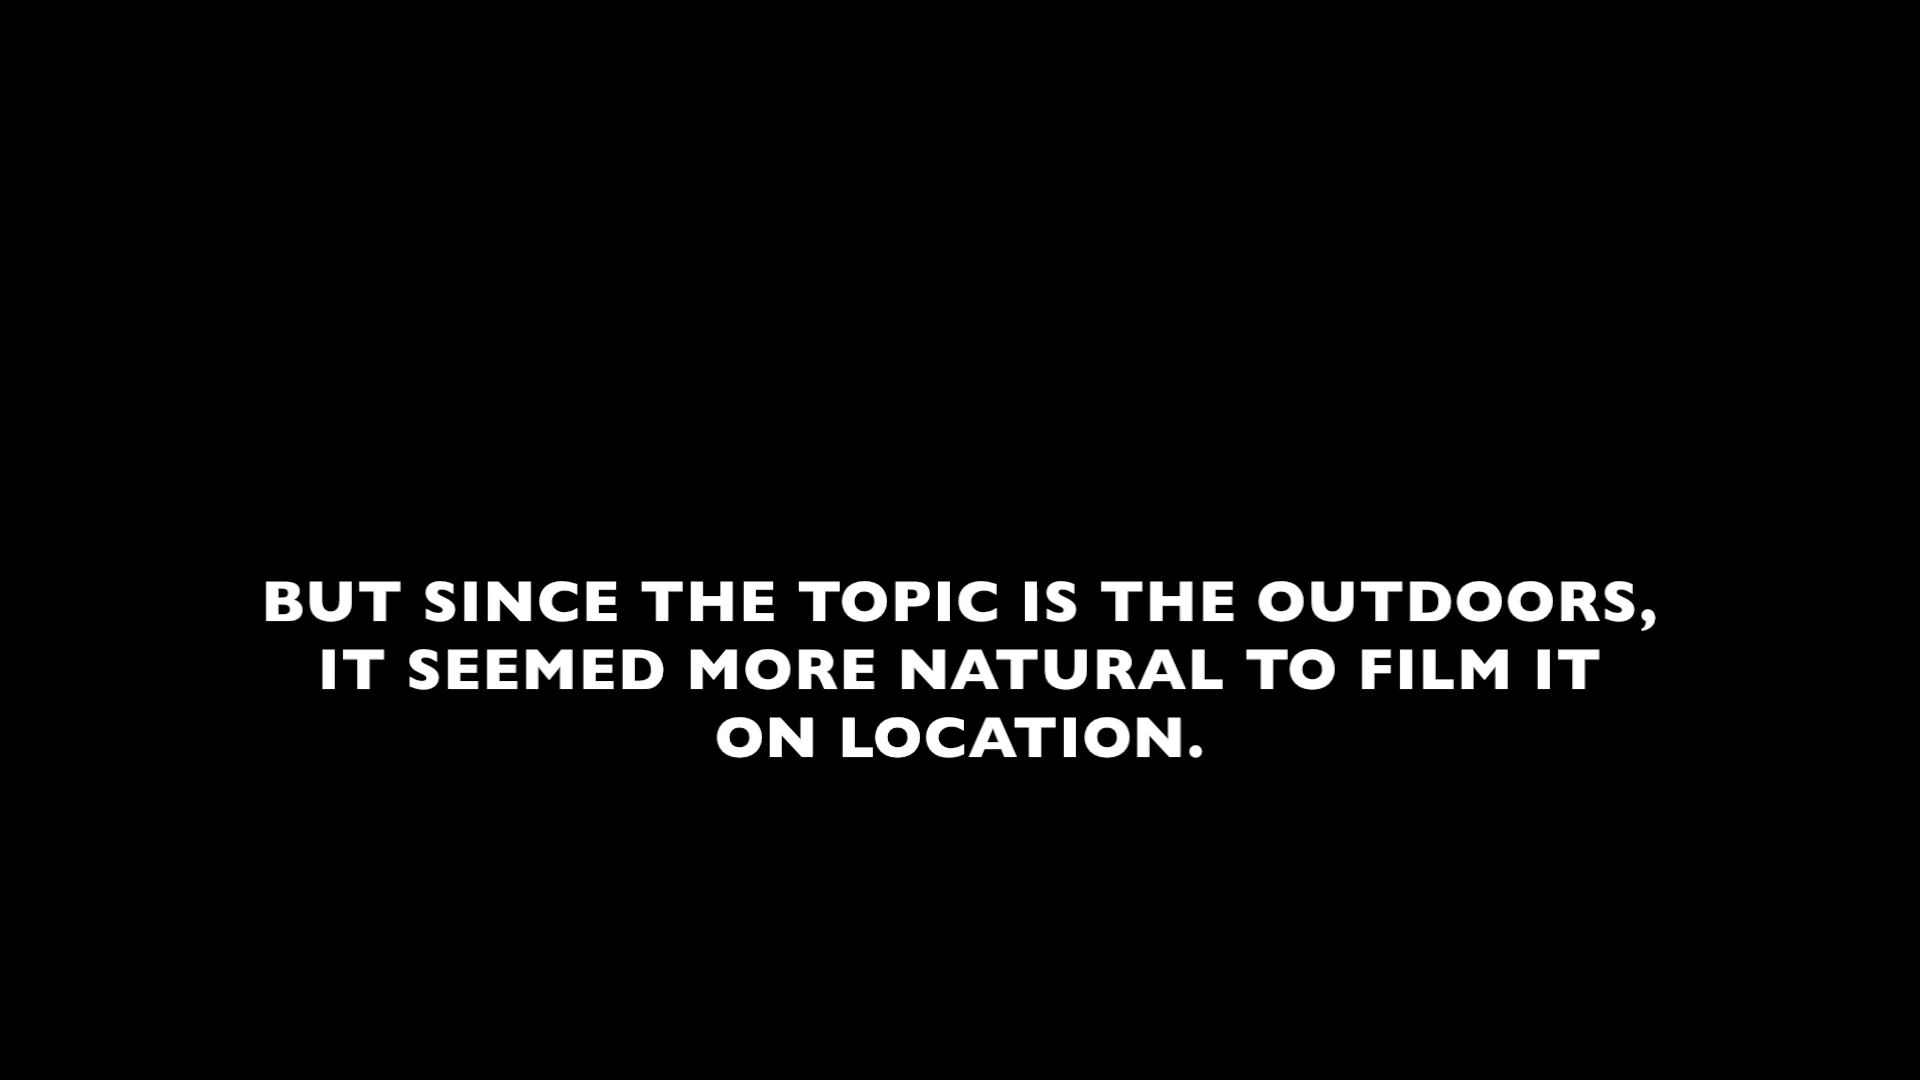 BUT SINCE THE TOPIC IS THE OUTDOORS,
IT SEEMED MORE NATURAL TO FILM IT
ON LOCATION.